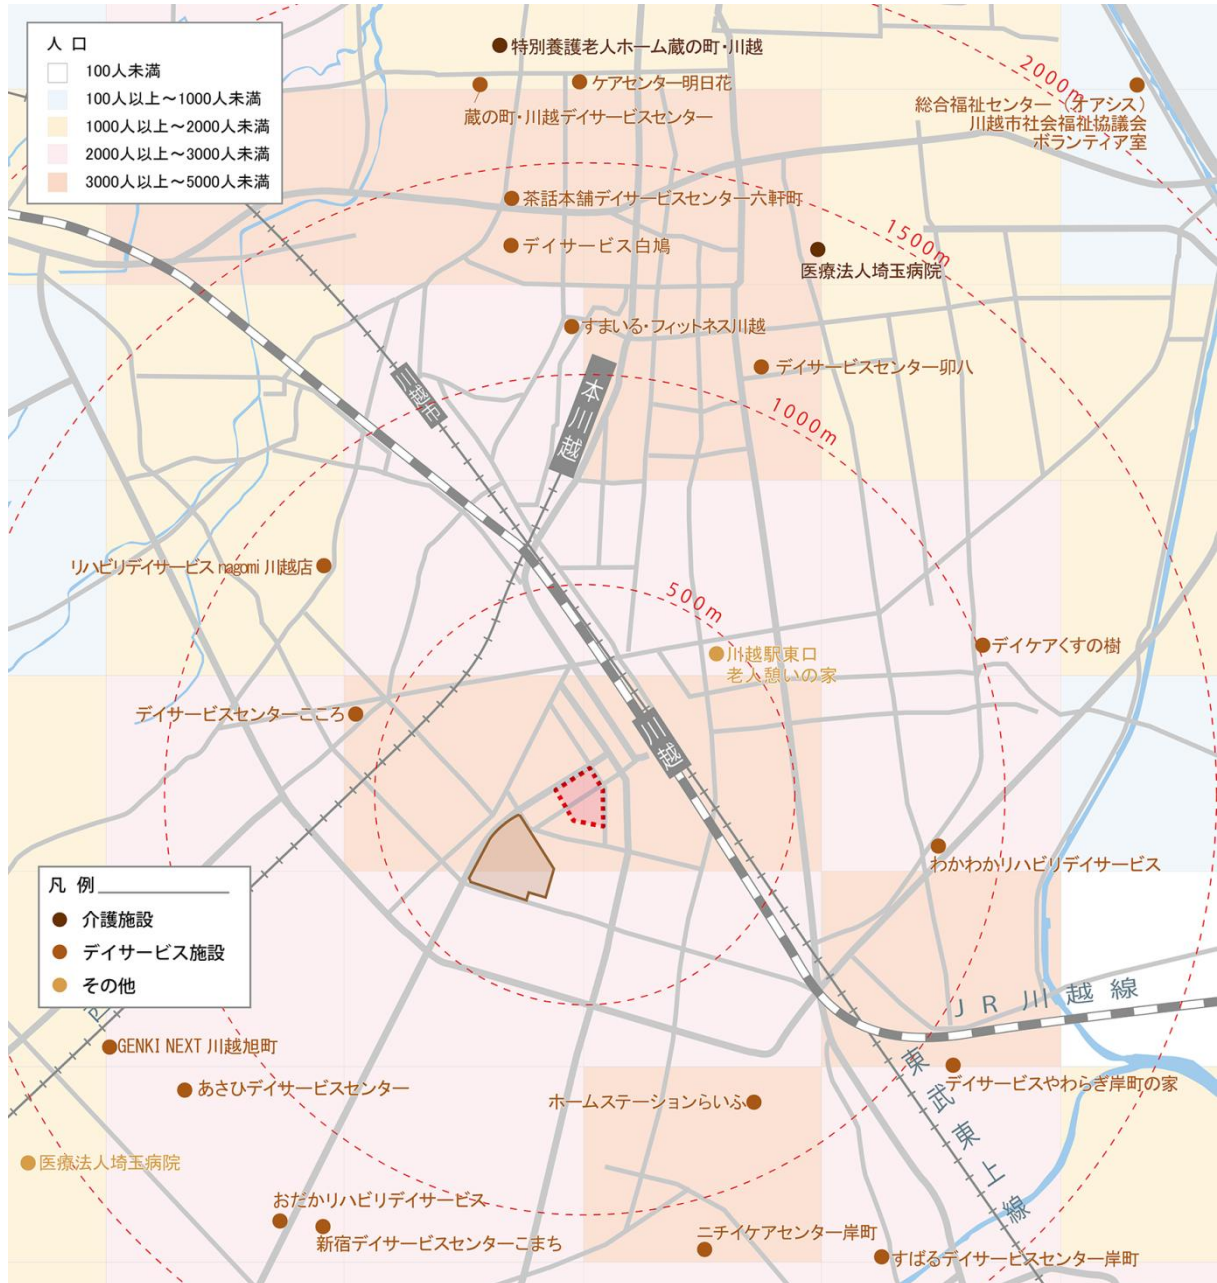 人 口
100人未満
100人以上～1000人未満
1000人以上～2000人未満
2000人以上～3000人未満
3000人以上～5000人未満
特別養護老人ホーム蔵の町・川越
ケアセンター明日花
蔵の町・川越デイサービスセンター
2000m
総合福祉センター（オアシス）
川越市社会福祉協議会
ボランティア室
茶話本舗デイサービスセンター六軒町
デイサービス白鳩
1500m
医療法人埼玉病院
すまいる・フィットネス川越
デイサービスセンター卯八
川越市
本川越
1000m
リハビリデイサービス nagomi 川越店
500m
川越駅東口
老人憩いの家
デイケアくすの樹
デイサービスセンターこころ
川越
わかわかリハビリデイサービス
凡 例
介護施設
デイサービス施設
その他
JR川越線
GENKI NEXT 川越旭町
あさひデイサービスセンター
ホームステーションらいふ
デイサービスやわらぎ岸町の家
東武東上線
医療法人埼玉病院
おだかリハビリデイサービス
新宿デイサービスセンターこまち
ニチイケアセンター岸町
すばるデイサービスセンター岸町